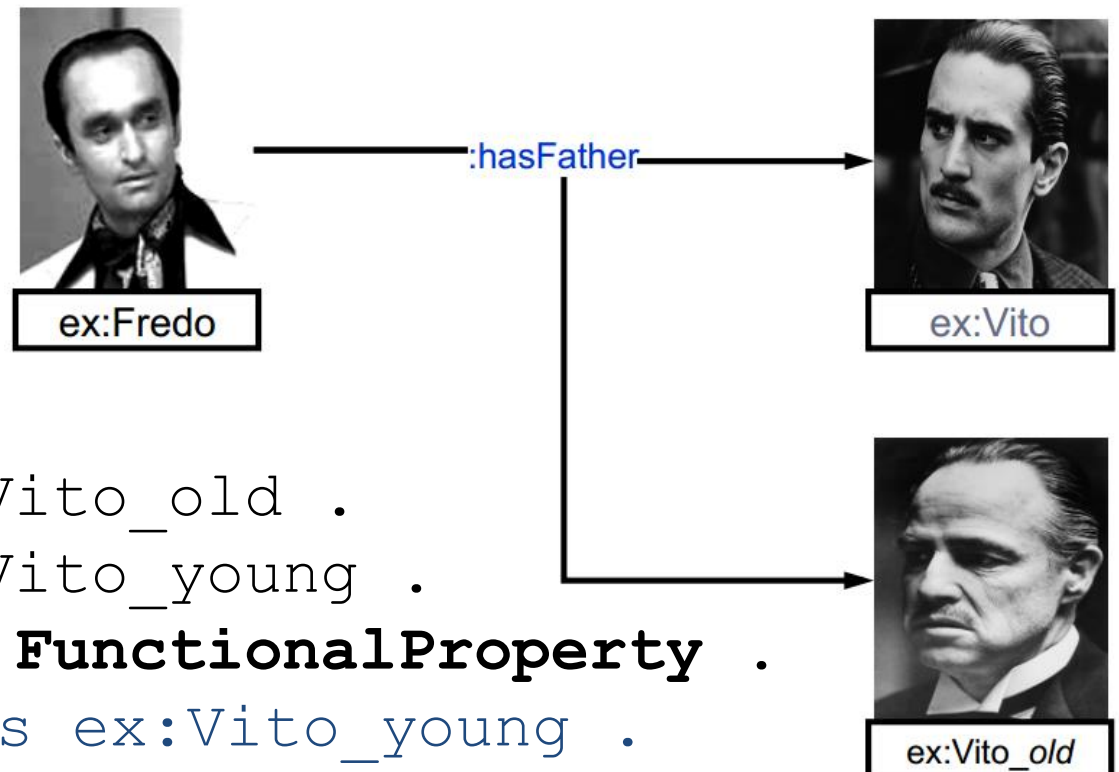 :hasFather
ex:Fredo
ex:Vito
Vito_old .
Vito_young .
FunctionalProperty .
s ex:Vito_young .
ex:Vito_old